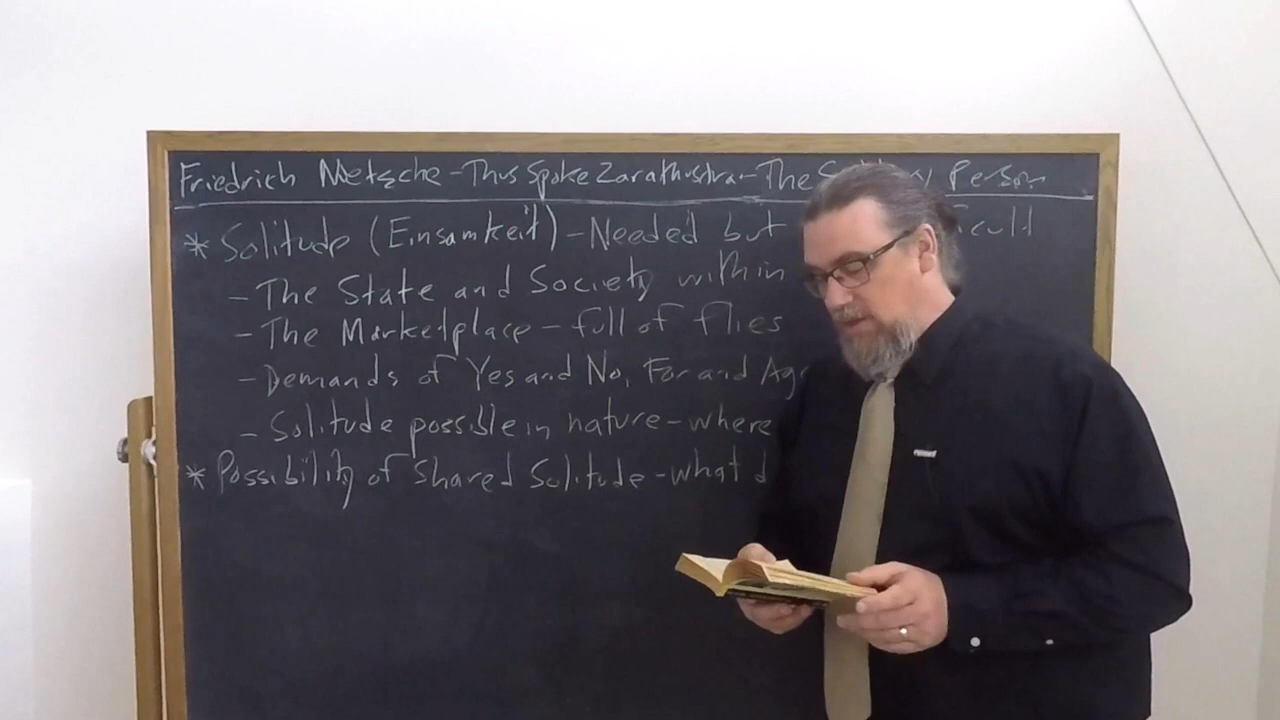 Friedrich Nietzsche - Thus Spoke Zarathustra - The Person
* Solitude (Einsamkeit) - Needed but
- The State and Society within
- The Marketplace - full of flies
- Demands of Yes and No, For and
- Solitude possible in nature - where
* Possibility of Shared Solitude - what